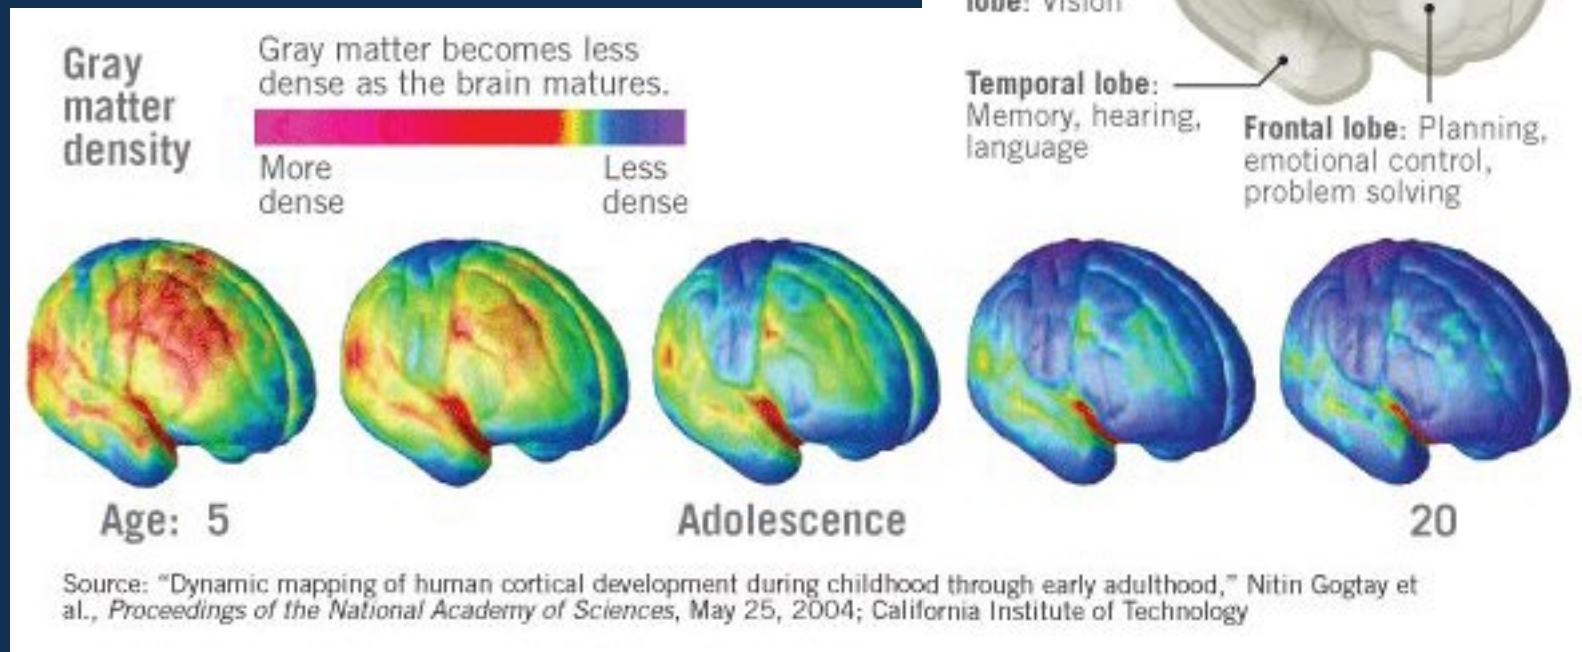 lobe: Vision
Gray
matter
density
Gray matter becomes less
dense as the brain matures.
More
dense
Less
dense
Temporal lobe:
Memory, hearing,
language
Frontal lobe: Planning,
emotional control,
problem solving
Age: 5
Adolescence
20
Source: “Dynamic mapping of human cortical development during childhood through early adulthood,” Nitin Gogtay et
al., Proceedings of the National Academy of Sciences, May 25, 2004; California Institute of Technology